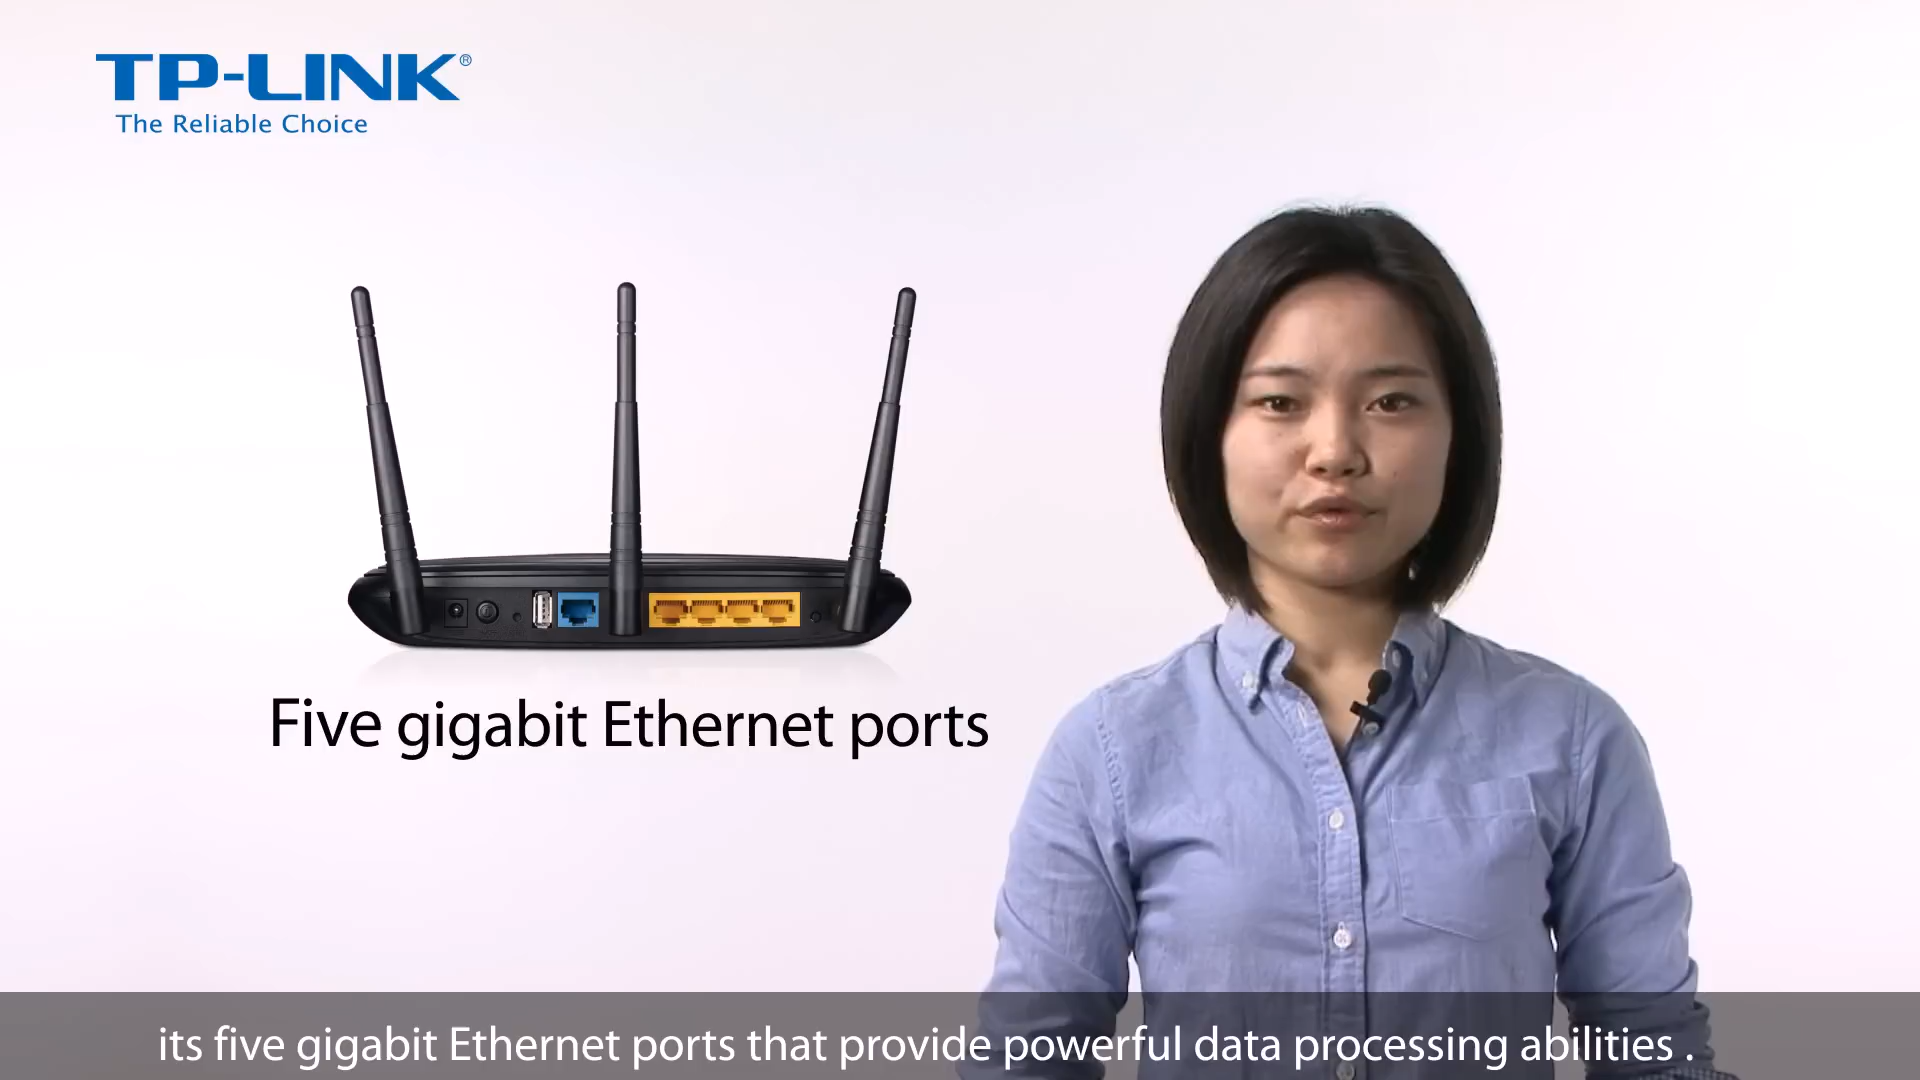 TP-LINK®
The Reliable Choice
Five gigabit Ethernet ports
its five gigabit Ethernet ports that provide powerful data processing abilities .